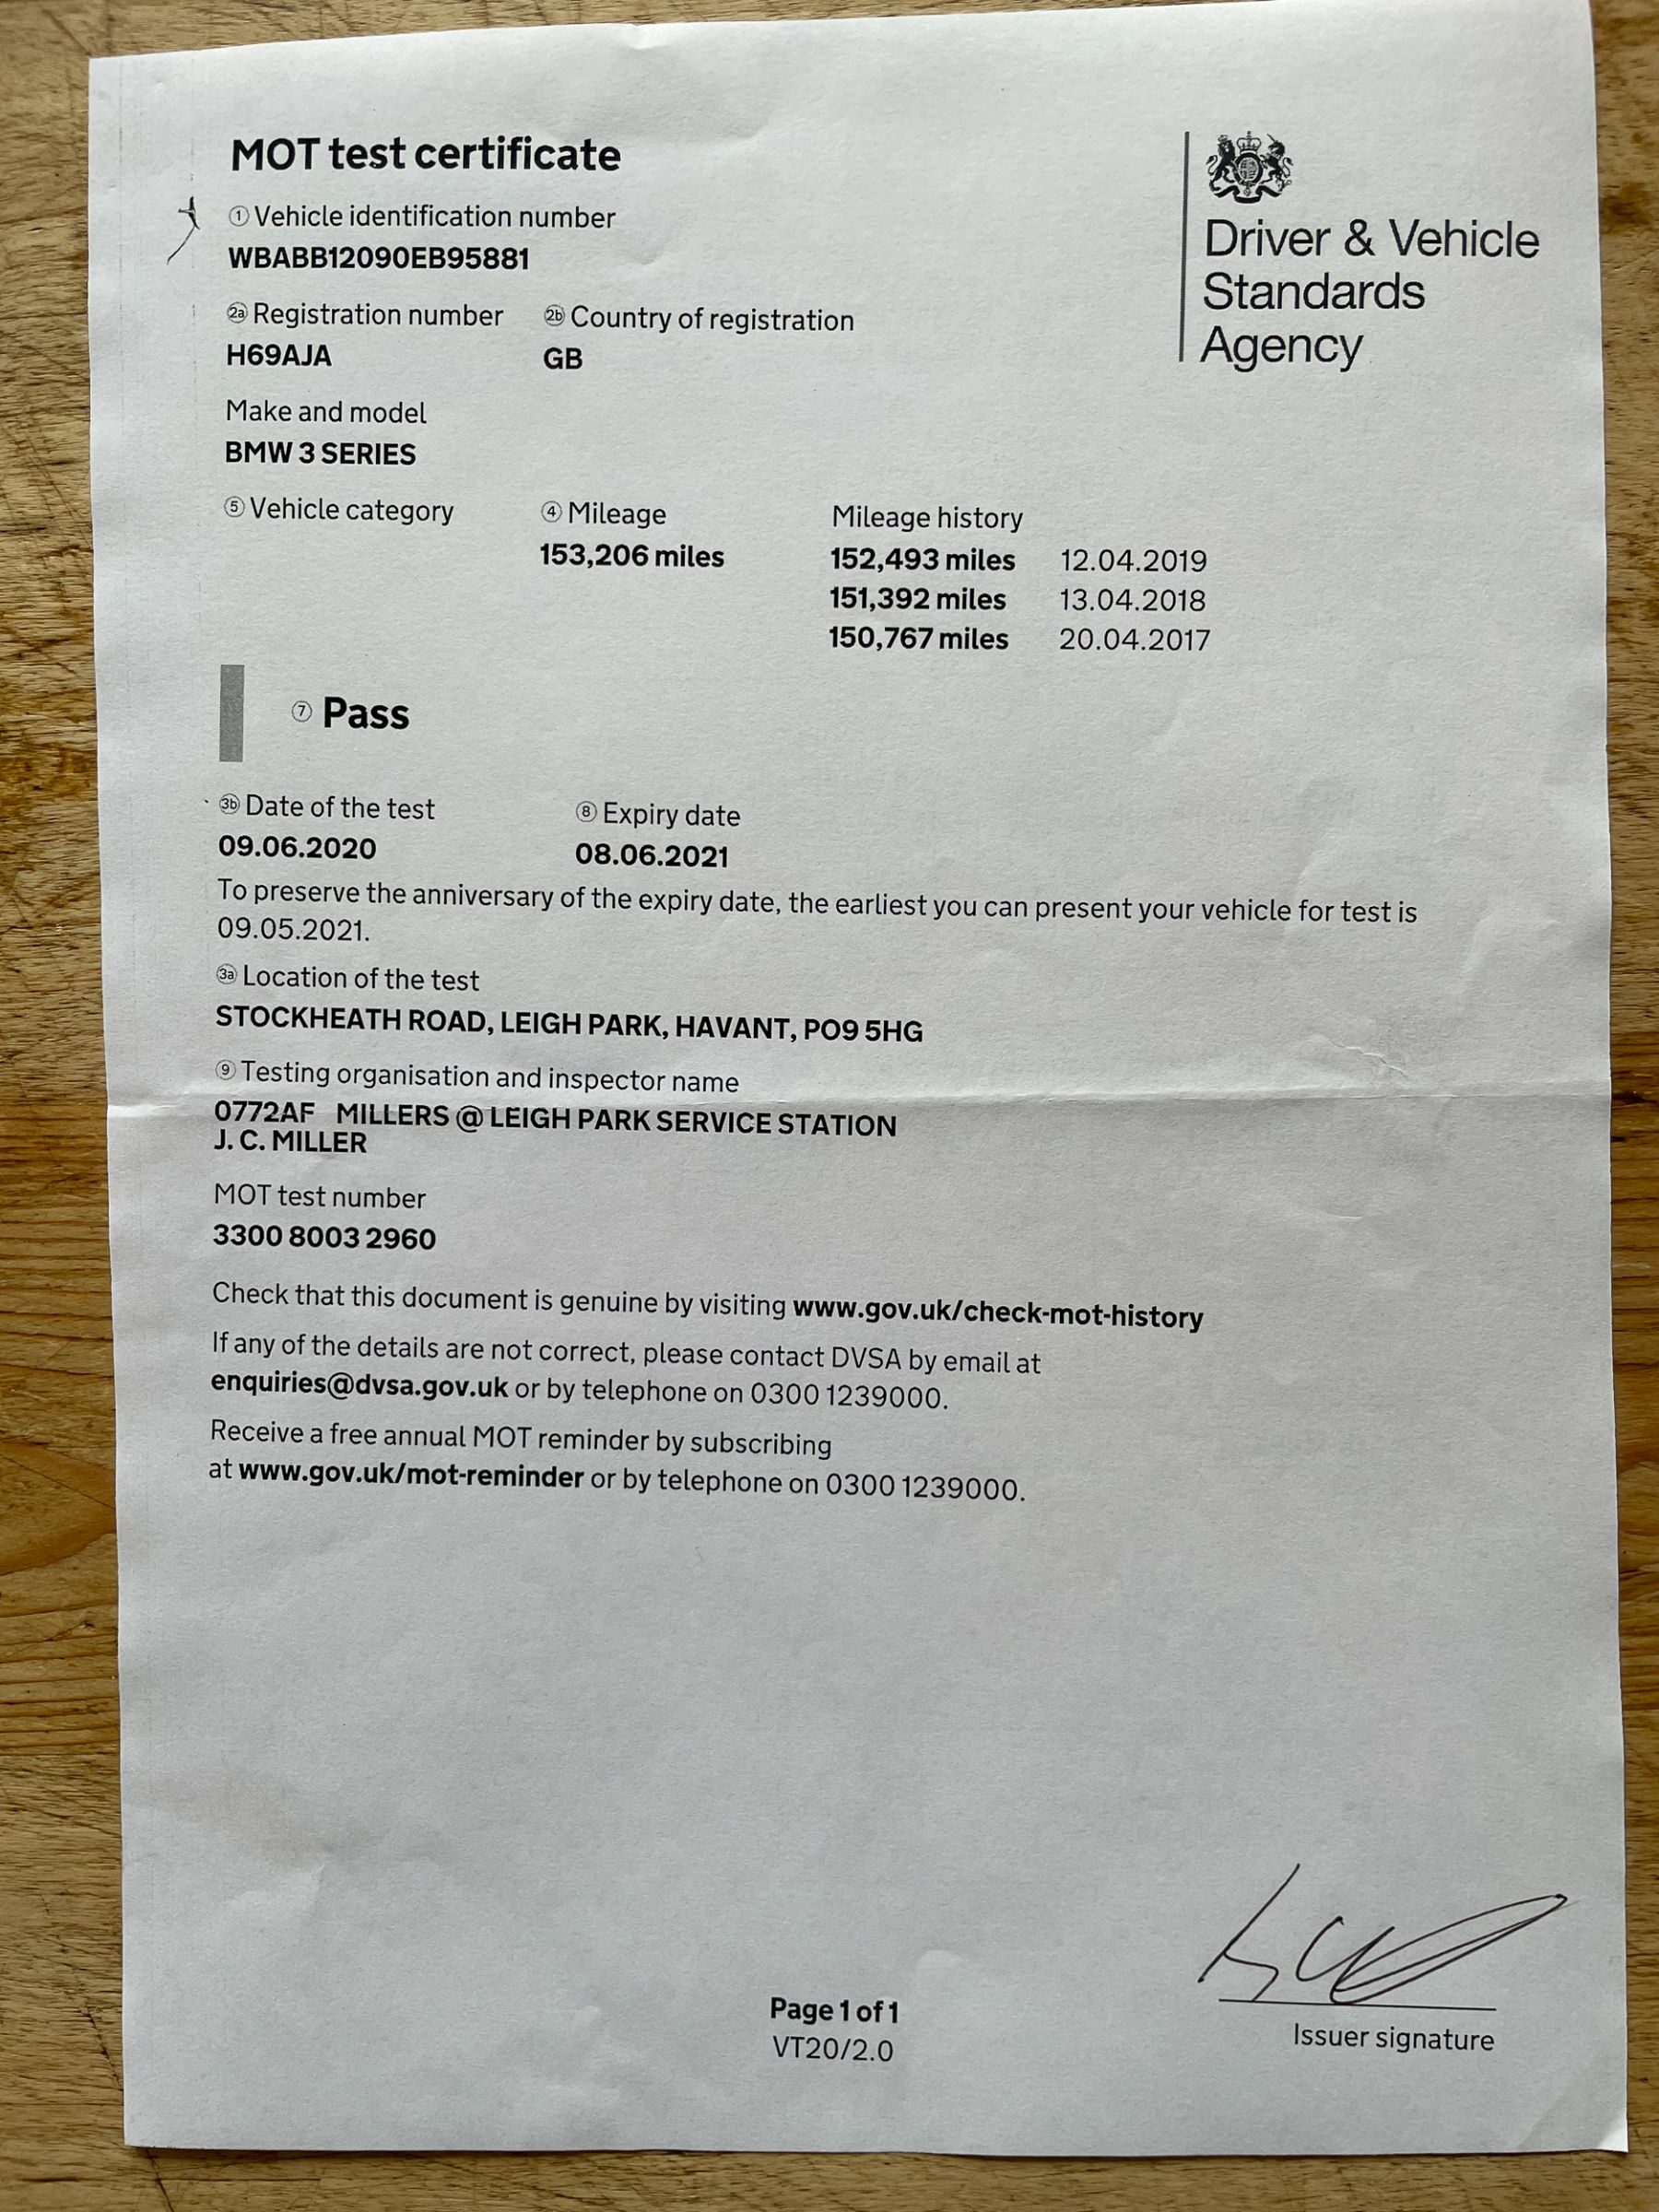 MOT test certificate
Driver & Vehicle
Standards
Agency
① Vehicle identification number
WBABB12090EB95881
2a Registration number 2b Country of registration
H69AJA GB
Make and model
BMW 3 SERIES
⑤ Vehicle category ④ Mileage Mileage history
153,206 miles 152,493 miles 12.04.2019
151,392 miles 13.04.2018
150,767 miles 20.04.2017
⑦ Pass
3b Date of the test ⑧ Expiry date
09.06.2020 08.06.2021
To preserve the anniversary of the expiry date, the earliest you can present your vehicle for test is
09.05.2021.
3a Location of the test
STOCKHEATH ROAD, LEIGH PARK, HAVANT, PO9 5HG
⑨ Testing organisation and inspector name
0772AF MILLERS @ LEIGH PARK SERVICE STATION
J. C. MILLER
MOT test number
3300 8003 2960
Check that this document is genuine by visiting www.gov.uk/check-mot-history
If any of the details are not correct, please contact DVSA by email at
enquiries@dvsa.gov.uk or by telephone on 0300 1239000.
Receive a free annual MOT reminder by subscribing
at www.gov.uk/mot-reminder or by telephone on 0300 1239000.
Page 1 of 1
VT20/2.0
Issuer signature